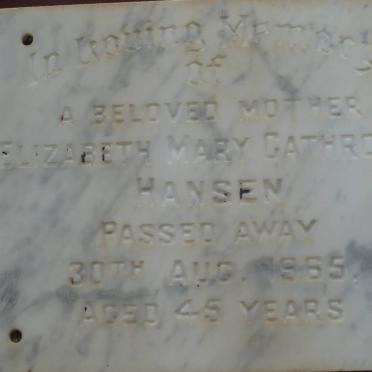 In Loving Memory
of
A BELOVED MOTHER
ELIZABETH MARY CATHRO
HANSEN
PASSED AWAY
30TH AUG. 1965.
AGED 45 YEARS